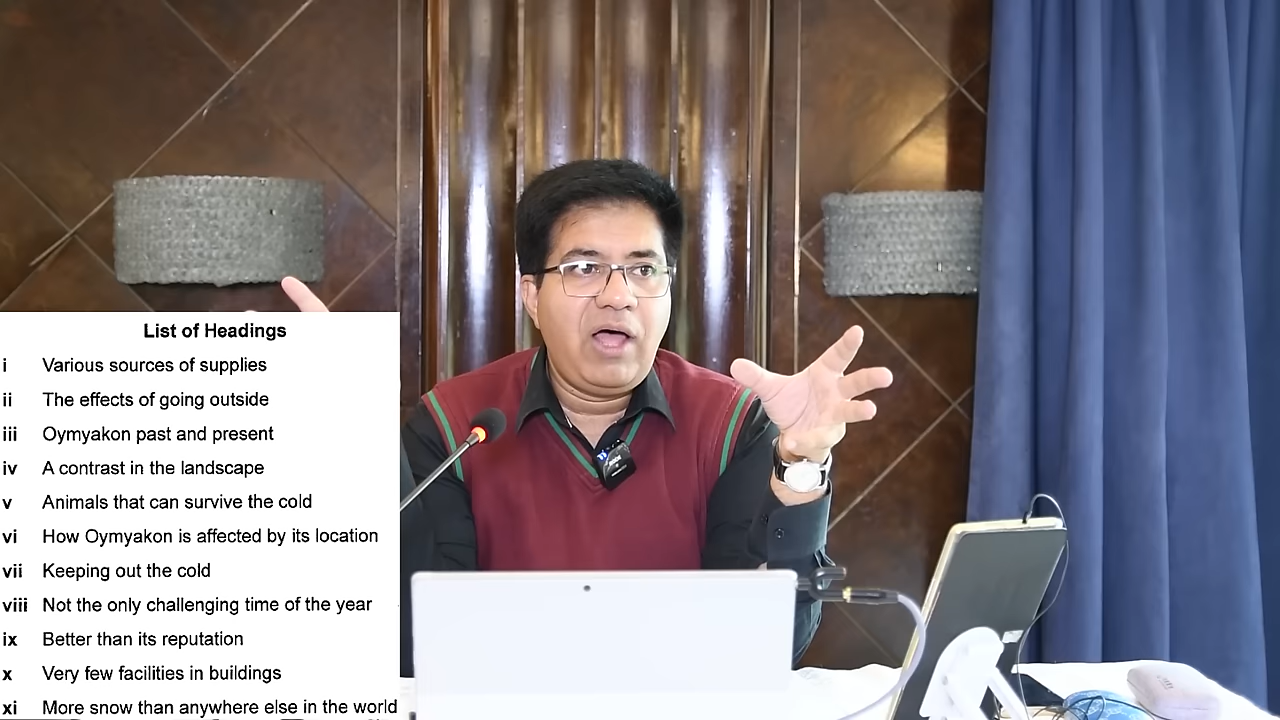 List of Headings
i Various sources of supplies
ii The effects of going outside
iii Oymyakon past and present
iv A contrast in the landscape
v Animals that can survive the cold
vi How Oymyakon is affected by its location
vii Keeping out the cold
viii Not the only challenging time of the year
ix Better than its reputation
x Very few facilities in buildings
xi More snow than anywhere else in the world